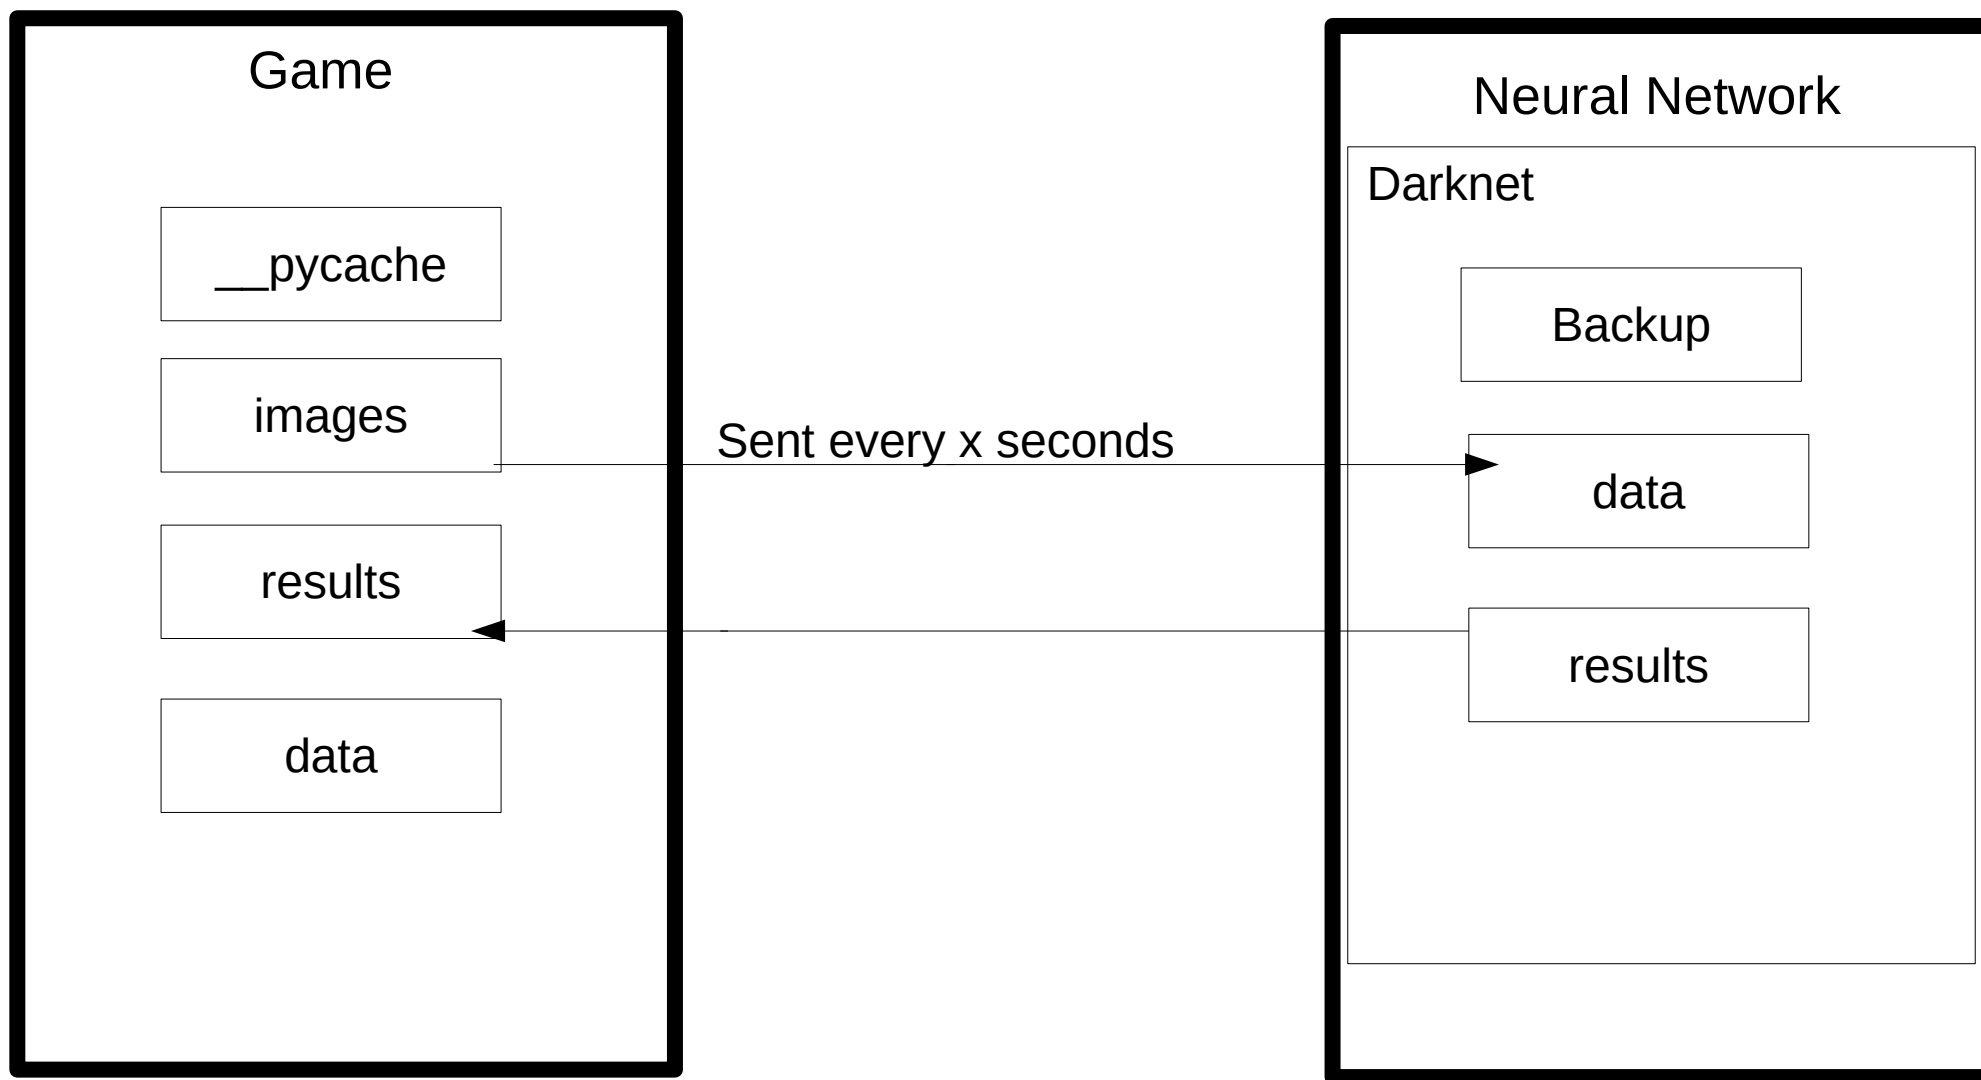 Game
__pycache
images
results
data
Sent every x seconds
Neural Network
Darknet
Backup
data
results